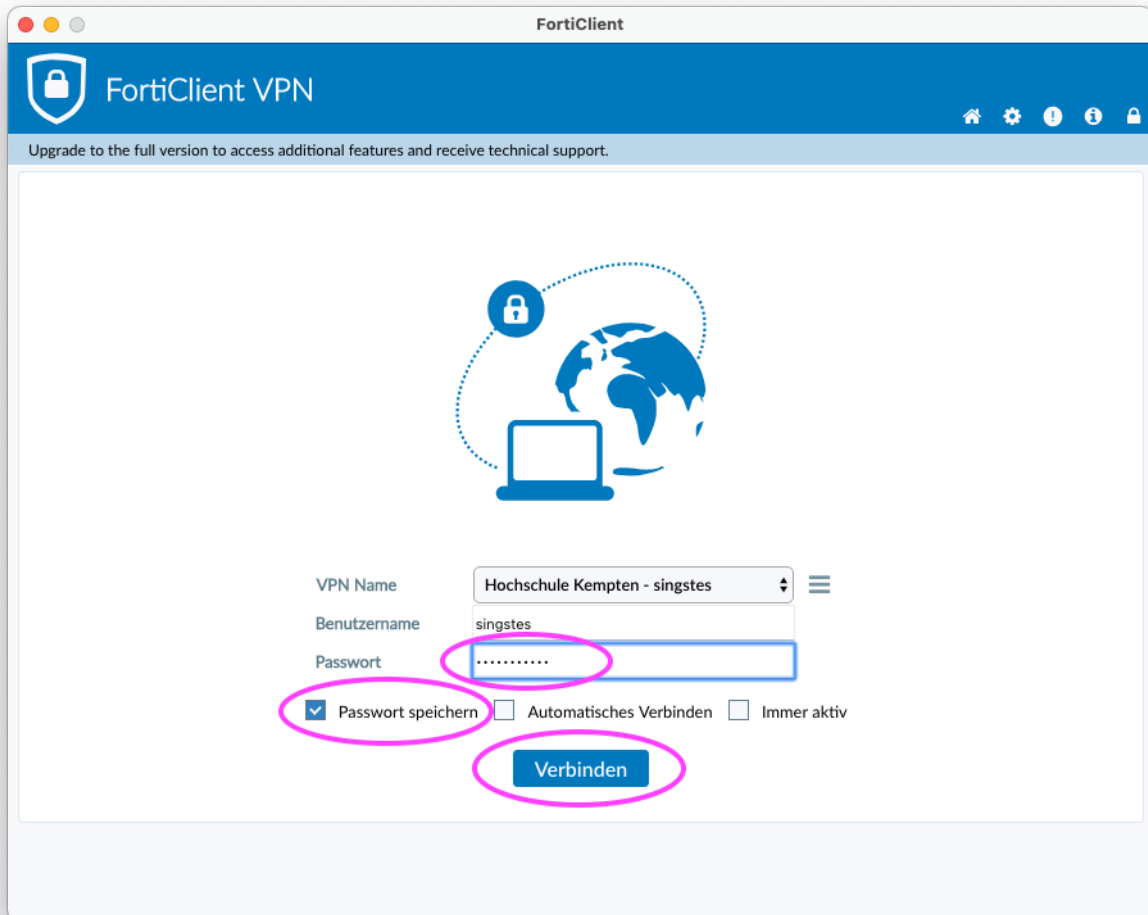 FortiClient
FortiClient VPN
Upgrade to the full version to access additional features and receive technical support.
VPN Name
Hochschule Kempten - singstes
Benutzername
singstes
Passwort
•••••••••••
Passwort speichern
Automatisches Verbinden
Immer aktiv
Verbinden